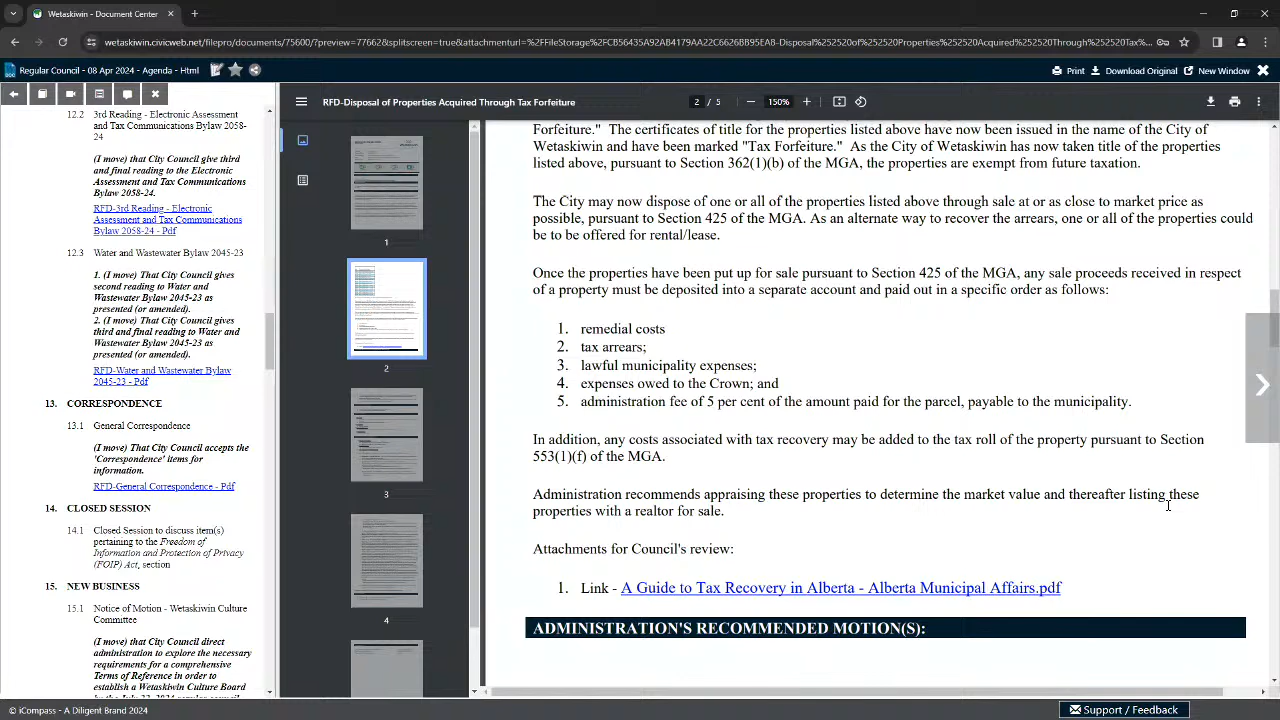 Wetaskiwin - Document Center
wetaskiwin.civicweb.net/filepro/documents/75600/?preview=77662&splitscreen=true&attachmenturl=%2FFileStorage%2FCB56435A92AB4179AA22C6626BB95EA8-Disposal%252520of%252520Properties%252520Acquired%252520Through%252520Tax%...
Regular Council - 08 Apr 2024 - Agenda - Html
Print
Download Original
New Window
12.2 3rd Reading - Electronic Assessment
and Tax Communications Bylaw 2058-
24
(I move) that City Council give third
and final reading to the Electronic
Assessment and Tax Communications
Bylaw 2058-24.
RFD-3rd Reading - Electronic
Assessment and Tax Communications
Bylaw 2058-24 - Pdf
12.3 Water and Wastewater Bylaw 2045-23
. (I move) That City Council gives
second reading to Water and
Wastewater Bylaw 2045-23 as
presented (or amended).
. (I move) That City Council gives
third and final reading to Water and
Wastewater Bylaw 2045-23 as
presented (or amended).
RFD-Water and Wastewater Bylaw
2045-23 - Pdf
13. CORRESPONDENCE
13.1 General Correspondence
(I move) That City Council accepts the
'Correspondence' items for
information.
RFD-General Correspondence - Pdf
14. CLOSED SESSION
14.1 Closed Session to discuss item(s)
pertaining to the Freedom of
Information and Protection of Privacy
(FOIP) Act, section
15. NEW BUSINESS
15.1 Notice of Motion - Wetaskiwin Culture
Committee
(I move) that City Council direct
administration to explore the necessary
requirements for a comprehensive
Terms of Reference in order to
establish a Wetaskiwin Culture Board
RFD-Disposal of Properties Acquired Through Tax Forfeiture
2 / 5
150%
1
2
3
4
Forfeiture." The certificates of title for the properties listed above have now been issued in the name of the City of
Wetaskiwin and have been marked "Tax Forfeiture." As the City of Wetaskiwin has now taken title of the properties
listed above, pursuant to Section 362(1)(b) of the MGA, the properties are exempt from future taxation.
The City may now dispose of one or all of the properties listed above through sale at or as close to market price as
possible, pursuant to Section 425 of the MGA. As an alternate way to recover the arrears, one or all of the properties could
be to be offered for rental/lease.
Once the properties have been put up for sale pursuant to Section 425 of the MGA, any sale proceeds received in respect
of a property must be deposited into a separate account and paid out in a specific order as follows:
1. remedial costs
2. tax arrears;
3. lawful municipality expenses;
4. expenses owed to the Crown; and
5. administration fee of 5 per cent of the amount paid for the parcel, payable to the municipality.
In addition, any costs associated with tax recovery may be added to the tax roll of the property pursuant to Section
553(1)(f) of the MGA.
Administration recommends appraising these properties to determine the market value and thereafter listing these
properties with a realtor for sale.
Attachments for Council's review:
1. Link - A Guide to Tax Recovery in Alberta - Alberta Municipal Affairs.pdf
ADMINISTRATION'S RECOMMENDED MOTION(S):
© iCompass - A Diligent Brand 2024
Support / Feedback